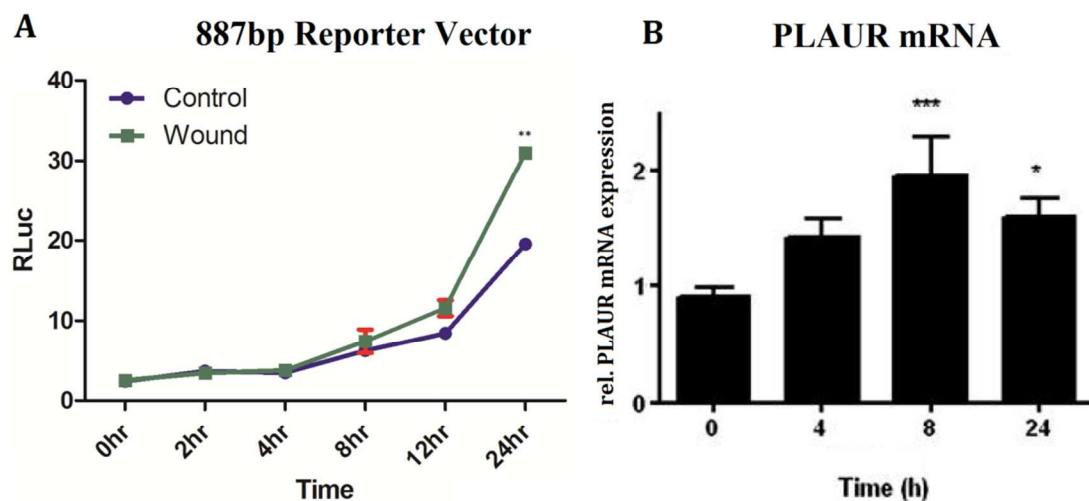 A
887bp Reporter Vector
40
30
20
10
0
RLuc
Control
Wound
**
0hr
2hr
4hr
8hr
12hr
24hr
Time
B
PLAUR mRNA
rel. PLAUR mRNA expression
2
1
0
***
*
0
4
8
24
Time (h)